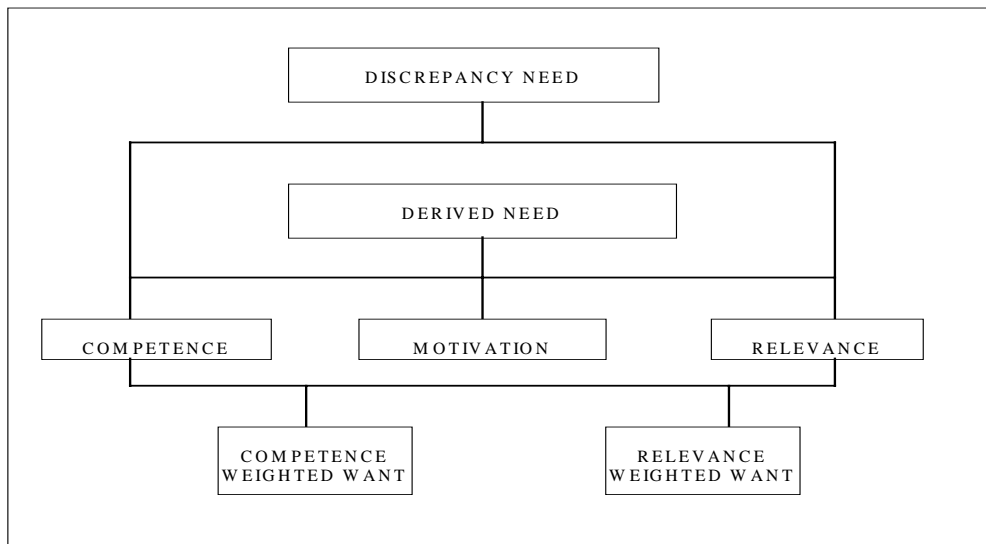 DISCREPANCY NEED
DERIVED NEED
COMPETENCE
MOTIVATION
RELEVANCE
COMPETENCE
WEIGHTED WANT
RELEVANCE
WEIGHTED WANT